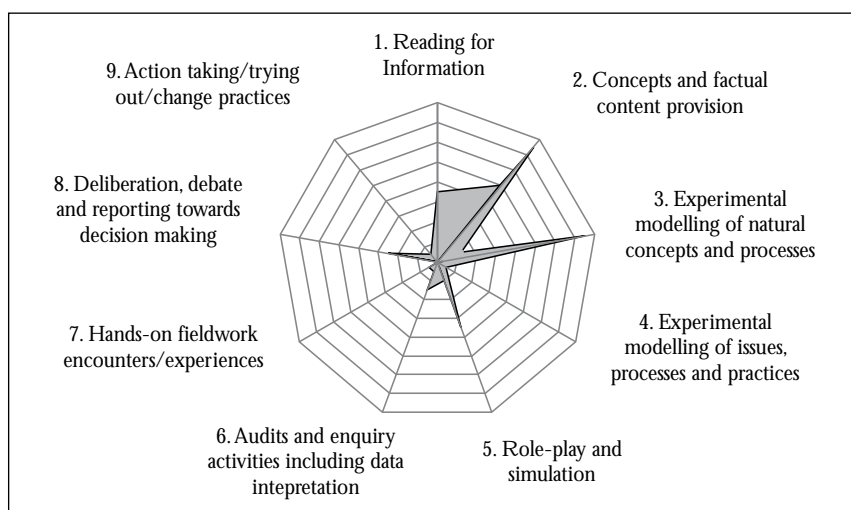 1. Reading for
Information
2. Concepts and factual
content provision
3. Experimental
modelling of natural
concepts and processes
4. Experimental
modelling of issues,
processes and practices
5. Role-play and
simulation
6. Audits and enquiry
activities including data
intepretation
7. Hands-on fieldwork
encounters/experiences
8. Deliberation, debate
and reporting towards
decision making
9. Action taking/trying
out/change practices